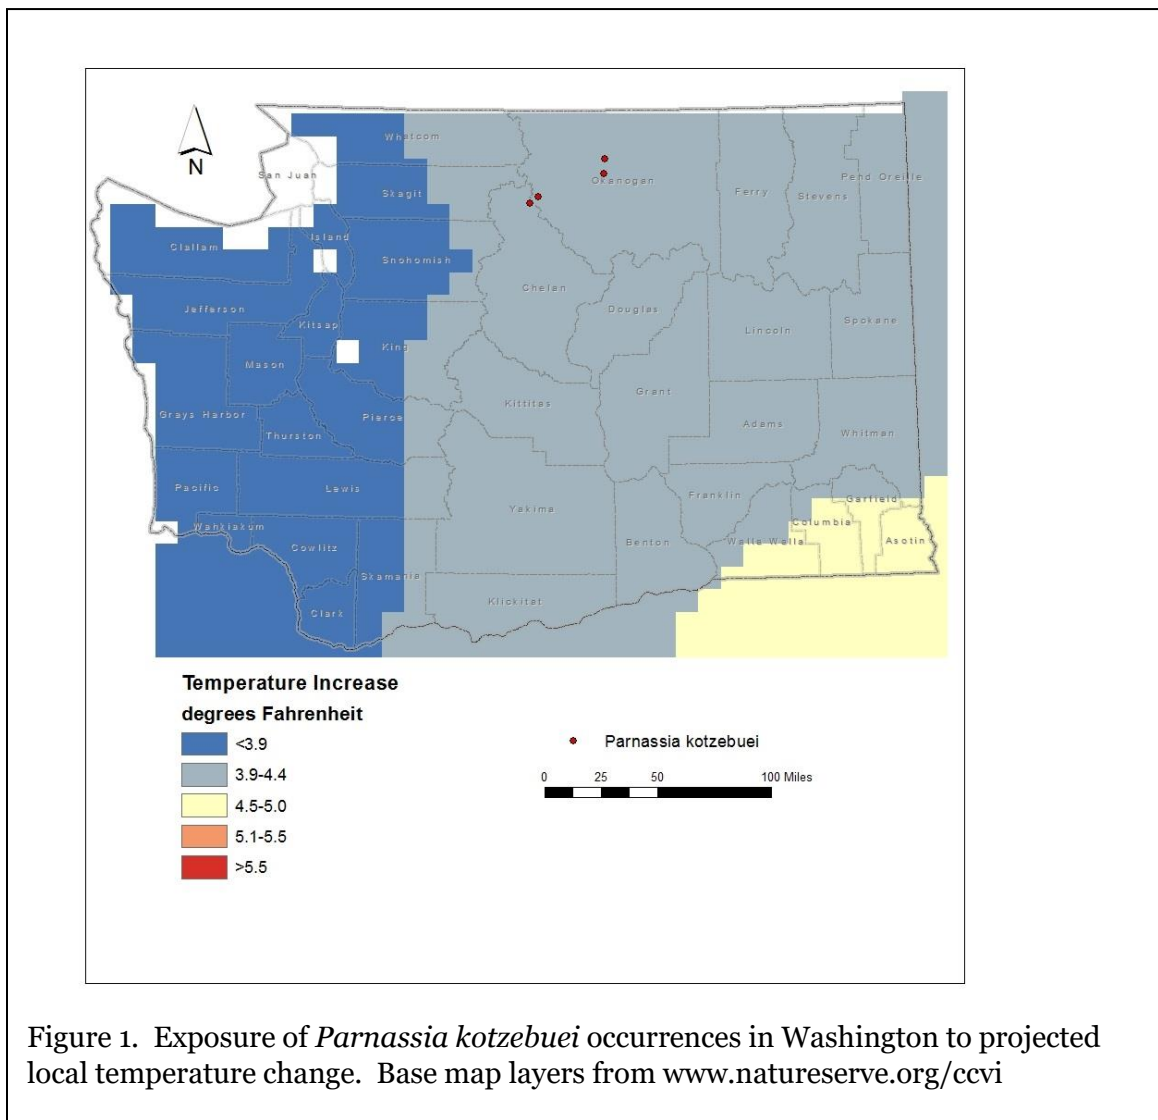 N
Whatcom
San Juan
Skagit
Okanogan
Ferry
Stevens
Pend Oreille
Island
Clallam
Snohomish
Chelan
Jefferson
Kitsap
King
Douglas
Lincoln
Spokane
Mason
Grays Harbor
Thurston
Pierce
Kittitas
Grant
Adams
Whitman
Pacific
Lewis
Yakima
Franklin
Garfield
Wahkiakum
Cowlitz
Skamania
Benton
Walla Walla
Columbia
Asotin
Clark
Klickitat
Temperature Increase
degrees Fahrenheit
<3.9
3.9-4.4
4.5-5.0
5.1-5.5
>5.5
Parnassia kotzebuei
0 25 50 100 Miles
Figure 1. Exposure of Parnassia kotzebuei occurrences in Washington to projected
local temperature change. Base map layers from www.natureserve.org/ccvi